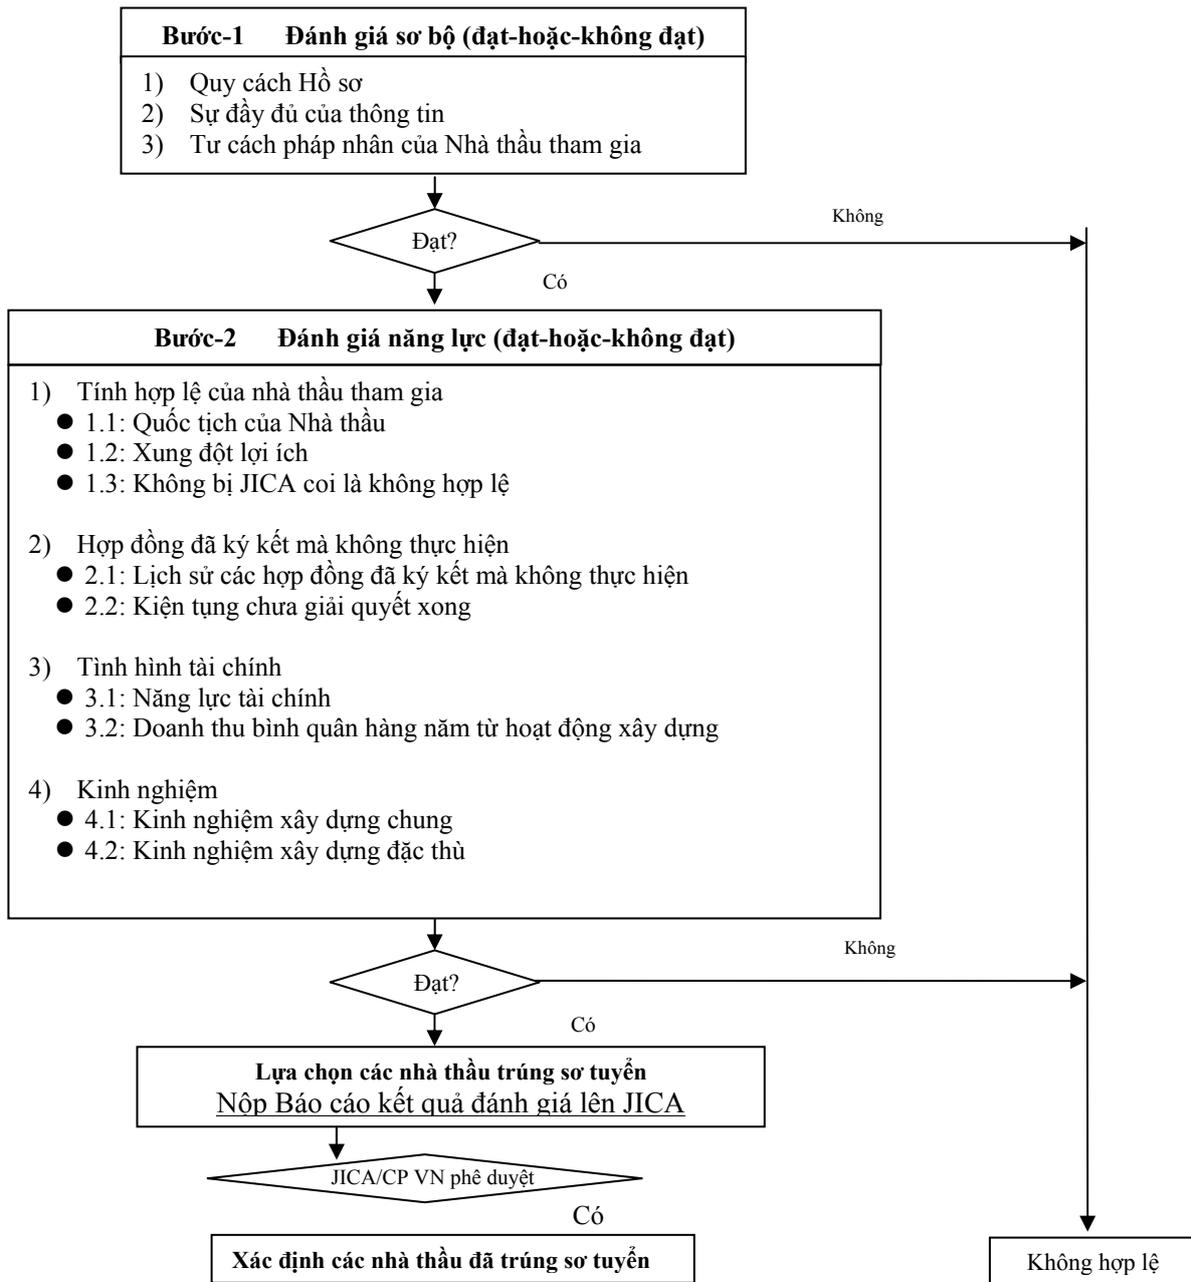 Bước-1 Đánh giá sơ bộ (đạt-hoặc-không đạt)
1) Quy cách Hồ sơ
2) Sự đầy đủ của thông tin
3) Tư cách pháp nhân của Nhà thầu tham gia
Không
Đạt?
Có
Bước-2 Đánh giá năng lực (đạt-hoặc-không đạt)
1) Tính hợp lệ của nhà thầu tham gia
● 1.1: Quốc tịch của Nhà thầu
● 1.2: Xung đột lợi ích
● 1.3: Không bị JICA coi là không hợp lệ
2) Hợp đồng đã ký kết mà không thực hiện
● 2.1: Lịch sử các hợp đồng đã ký kết mà không thực hiện
● 2.2: Kiện tụng chưa giải quyết xong
3) Tình hình tài chính
● 3.1: Năng lực tài chính
● 3.2: Doanh thu bình quân hàng năm từ hoạt động xây dựng
4) Kinh nghiệm
● 4.1: Kinh nghiệm xây dựng chung
● 4.2: Kinh nghiệm xây dựng đặc thù
Không
Đạt?
Có
Lựa chọn các nhà thầu trúng sơ tuyển
Nộp Báo cáo kết quả đánh giá lên JICA
JICA/CP VN phê duyệt
Có
Xác định các nhà thầu đã trúng sơ tuyển
Không hợp lệ